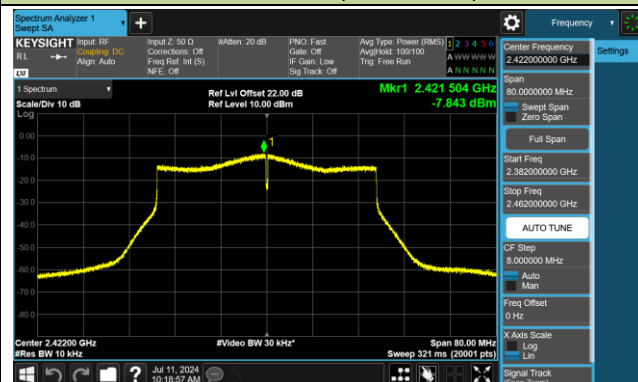 Spectrum Analyzer 1
Swept SA
Frequency
KEYSIGHT
RL
LXI
Input: RF
Coupling: DC
Align: Auto
Input Z: 50 Ω
Corrections: Off
Freq Ref: Int (S)
NFE: Off
#Atten: 20 dB
PNO: Fast
Gate: Off
IF Gain: Low
Sig Track: Off
Avg Type: Power (RMS)
Avg|Hold: 100/100
Trig: Free Run
1 2 3 4 5 6
A W W W W W
A N N N N N
1 Spectrum
Scale/Div 10 dB
Log
Ref Lvl Offset 22.00 dB
Ref Level 10.00 dBm
Mkr1 2.421 504 GHz
-7.843 dBm
1
0.00
-10.0
-20.0
-30.0
-40.0
-50.0
-60.0
-70.0
-80.0
Center 2.42200 GHz
#Res BW 10 kHz
#Video BW 30 kHz*
Span 80.00 MHz
Sweep 321 ms (20001 pts)
Jul 11, 2024
10:18:57 AM
Center Frequency
2.422000000 GHz
Settings
Span
80.0000000 MHz
Swept Span
Zero Span
Full Span
Start Freq
2.382000000 GHz
Stop Freq
2.462000000 GHz
AUTO TUNE
CF Step
8.000000 MHz
Auto
Man
Freq Offset
0 Hz
X Axis Scale
Log
Lin
Signal Track